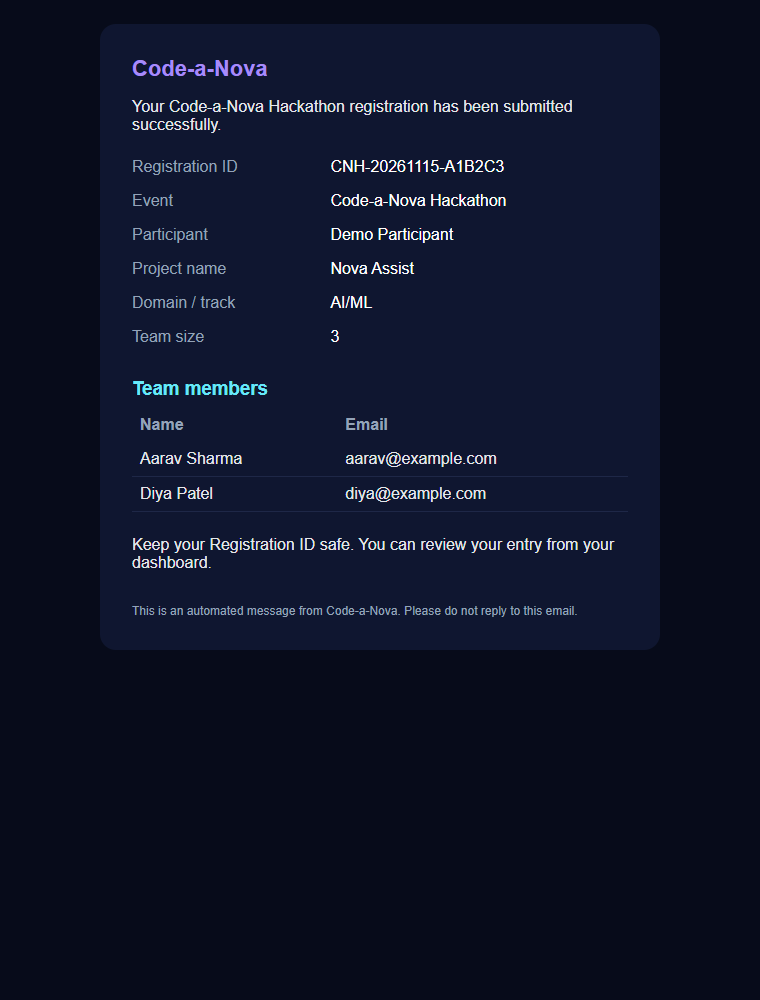 Code-a-Nova
Your Code-a-Nova Hackathon registration has been submitted
successfully.
Registration ID CNH-20261115-A1B2C3
Event Code-a-Nova Hackathon
Participant Demo Participant
Project name Nova Assist
Domain / track AI/ML
Team size 3
Team members
Name Email
Aarav Sharma aarav@example.com
Diya Patel diya@example.com
Keep your Registration ID safe. You can review your entry from your
dashboard.
This is an automated message from Code-a-Nova. Please do not reply to this email.